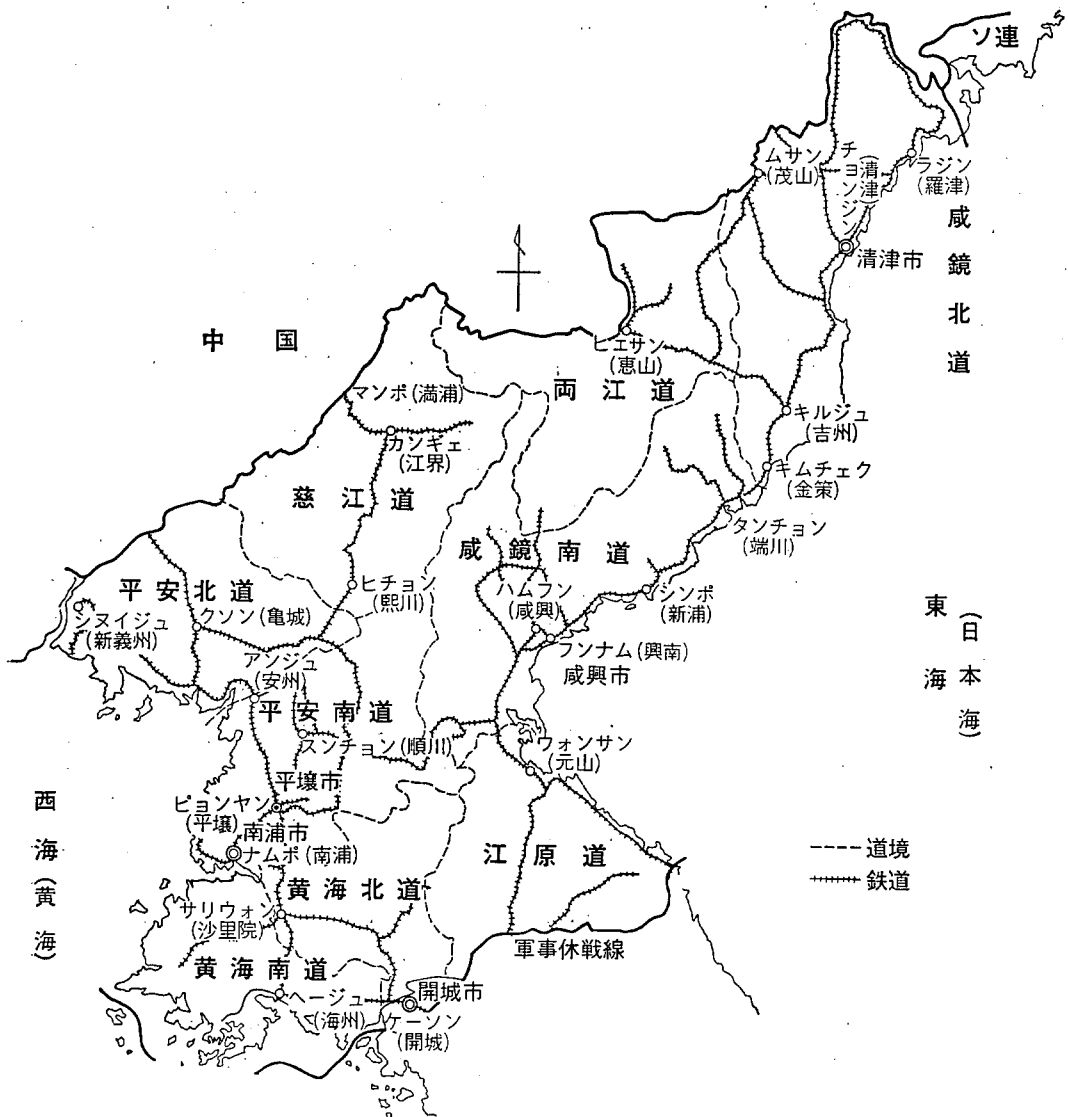 ソ連
ムサン
(茂山)
チョンジン
(清津)
ラジン
(羅津)
咸鏡北道
清津市
中国
ヒェサン
(恵山)
両江道
マンポ(満浦)
カンギェ
(江界)
キルジュ
(吉州)
キムチェク
(金策)
慈江道
タンチョン
(端川)
咸鏡南道
平安北道
ヒチョン
(熙川)
ハムフン
(咸興)
シンポ
(新浦)
シヌイジュ
(新義州)
クソン(亀城)
フンナム(興南)
咸興市
東海
(日本海)
アンジュ
(安州)
平安南道
スンチョン(順川)
ウォンサン
(元山)
平壌市
ピョンヤン
(平壌)
南浦市
ナムポ(南浦)
西海(黄海)
江原道
道境
鉄道
黄海北道
サリウォン
(沙里院)
軍事休戦線
黄海南道
ヘージュ
(海州)
開城市
ケーソン
(開城)